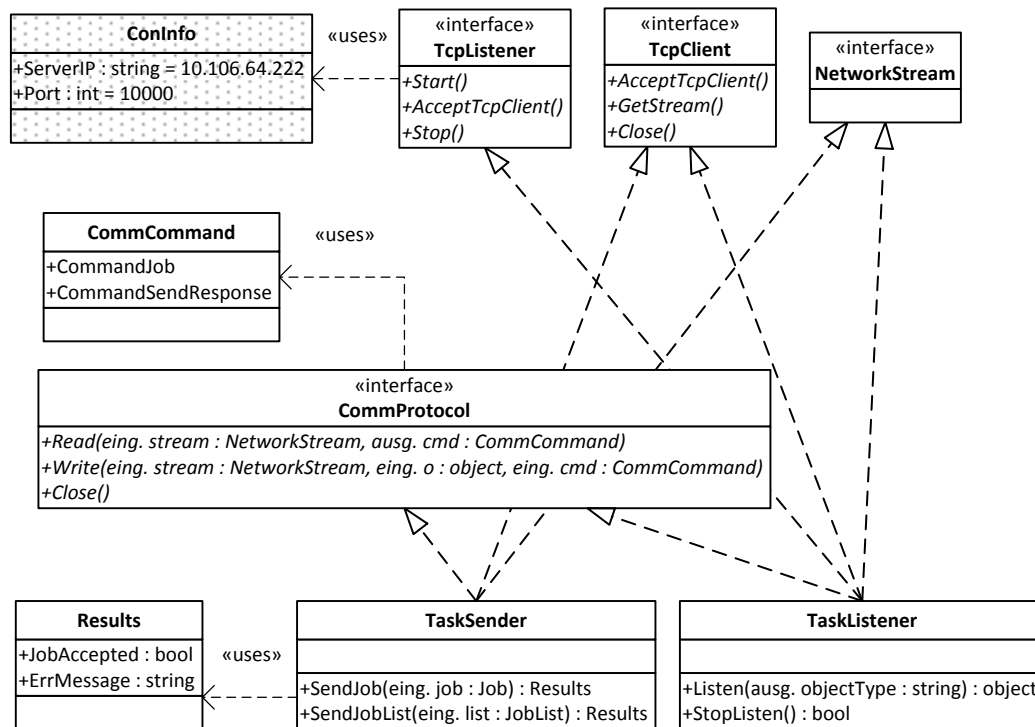 ConInfo
+ServerIP : string = 10.106.64.222
+Port : int = 10000
«uses»
«interface»
TcpListener
+Start()
+AcceptTcpClient()
+Stop()
«interface»
TcpClient
+AcceptTcpClient()
+GetStream()
+Close()
«interface»
NetworkStream
CommCommand
+CommandJob
+CommandSendResponse
«uses»
«interface»
CommProtocol
+Read(eing. stream : NetworkStream, ausg. cmd : CommCommand)
+Write(eing. stream : NetworkStream, eing. o : object, eing. cmd : CommCommand)
+Close()
Results
+JobAccepted : bool
+ErrMessage : string
«uses»
TaskSender
+SendJob(eing. job : Job) : Results
+SendJobList(eing. list : JobList) : Results
TaskListener
+Listen(ausg. objectType : string) : object
+StopListen() : bool